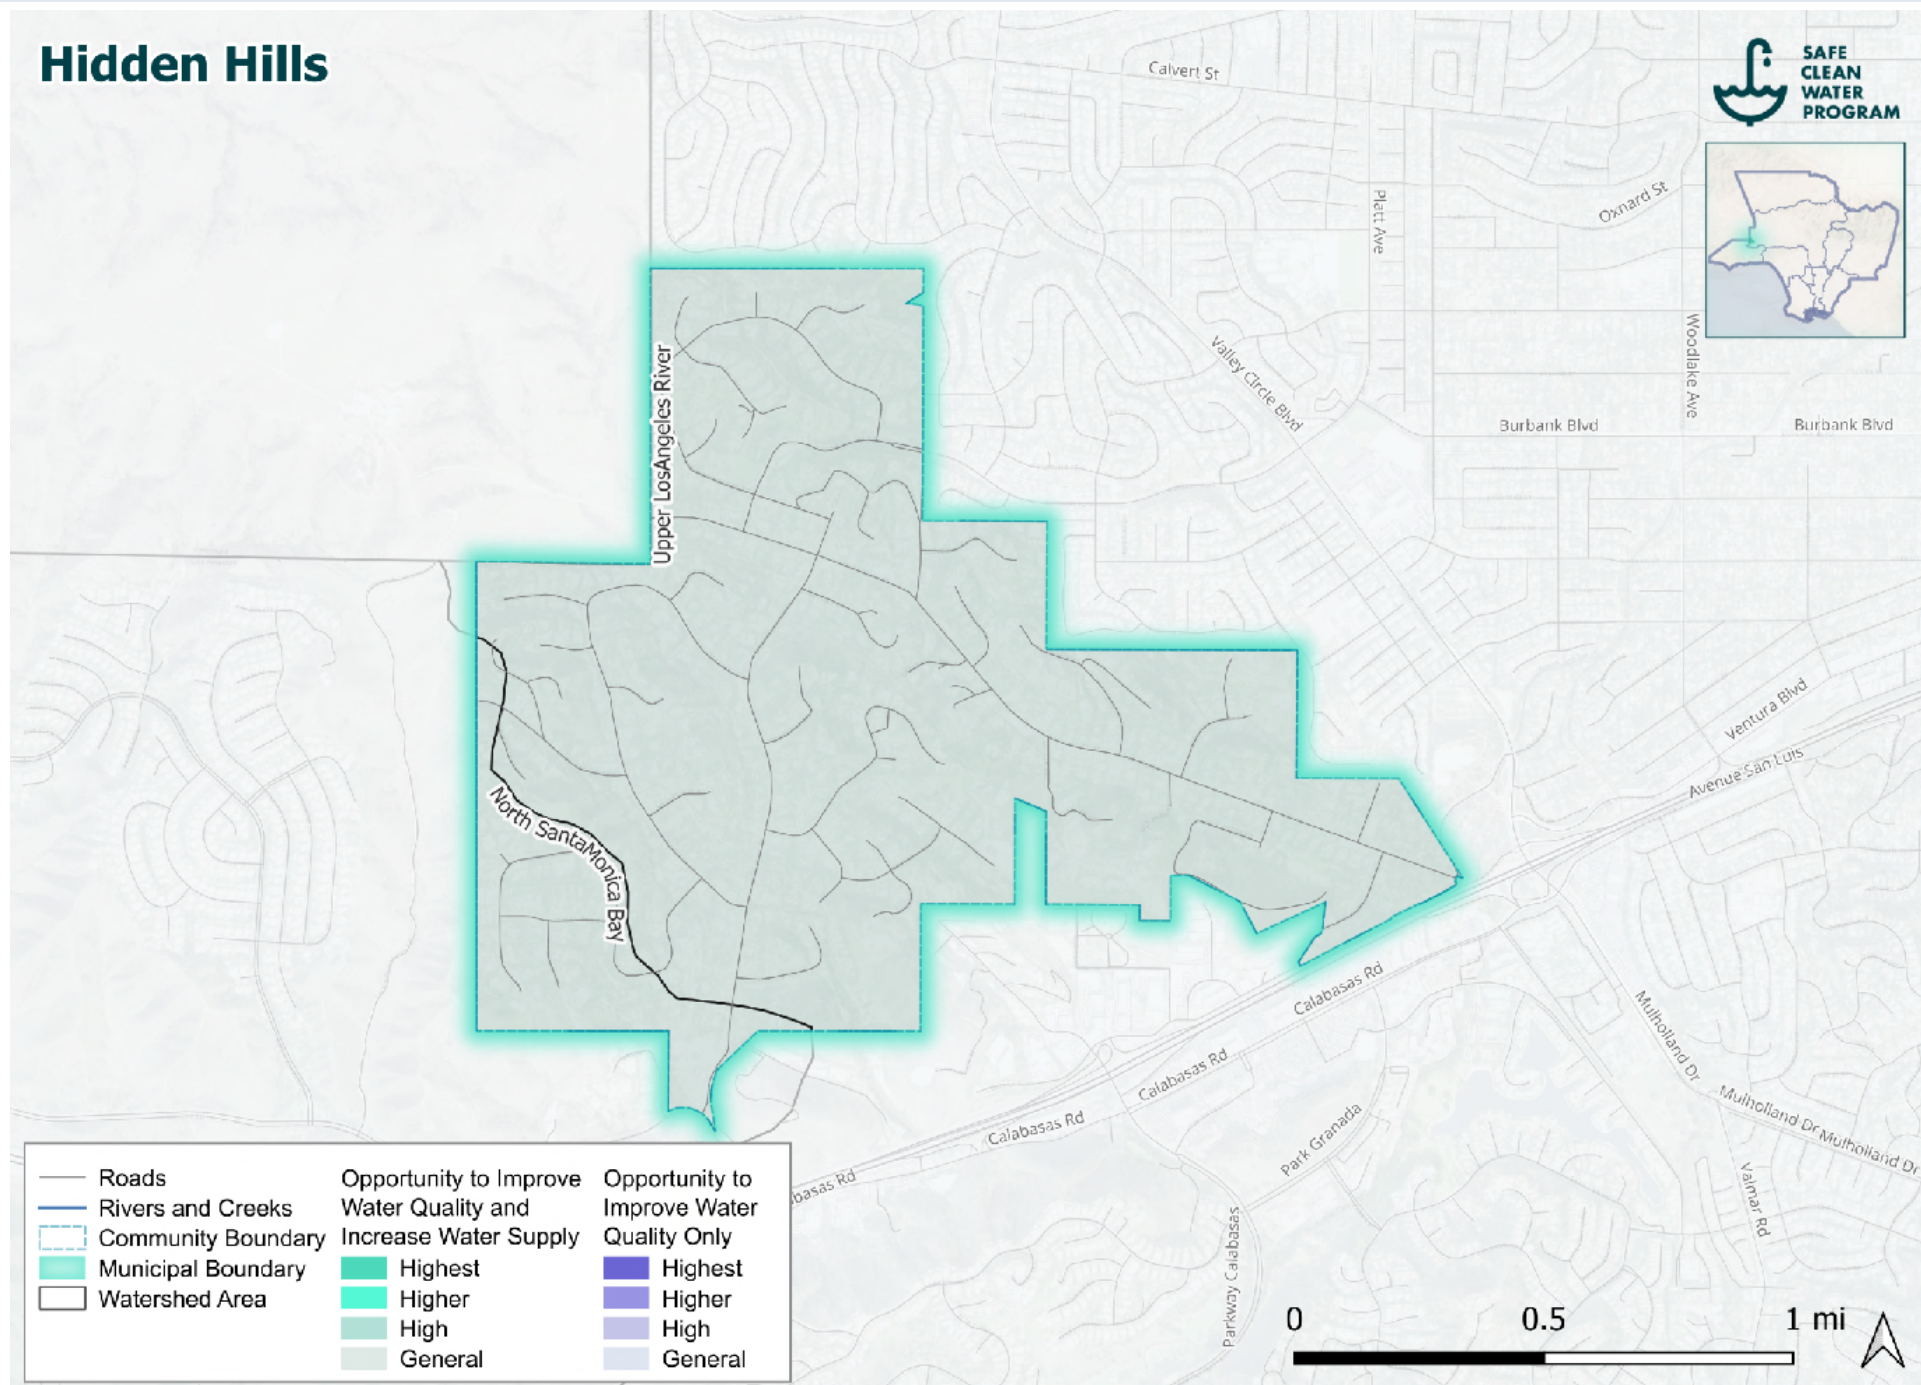 Hidden Hills
SAFE
CLEAN
WATER
PROGRAM
Calvert St
Oxnard St
Platt Ave
Woodlake Ave
Valley Circle Blvd
Burbank Blvd
Burbank Blvd
Upper LosAngeles River
North SantaMonica Bay
Ventura Blvd
Avenue San Luis
Calabasas Rd
Calabasas Rd
Calabasas Rd
basas Rd
Mulholland Dr
Mulholland Dr
Mulholland Dr
Park Granada
Parkway Calabasas
Valmar Rd
Roads
Rivers and Creeks
Community Boundary
Municipal Boundary
Watershed Area
Opportunity to Improve
Water Quality and
Increase Water Supply
Highest
Higher
High
General
Opportunity to
Improve Water
Quality Only
Highest
Higher
High
General
0
0.5
1 mi